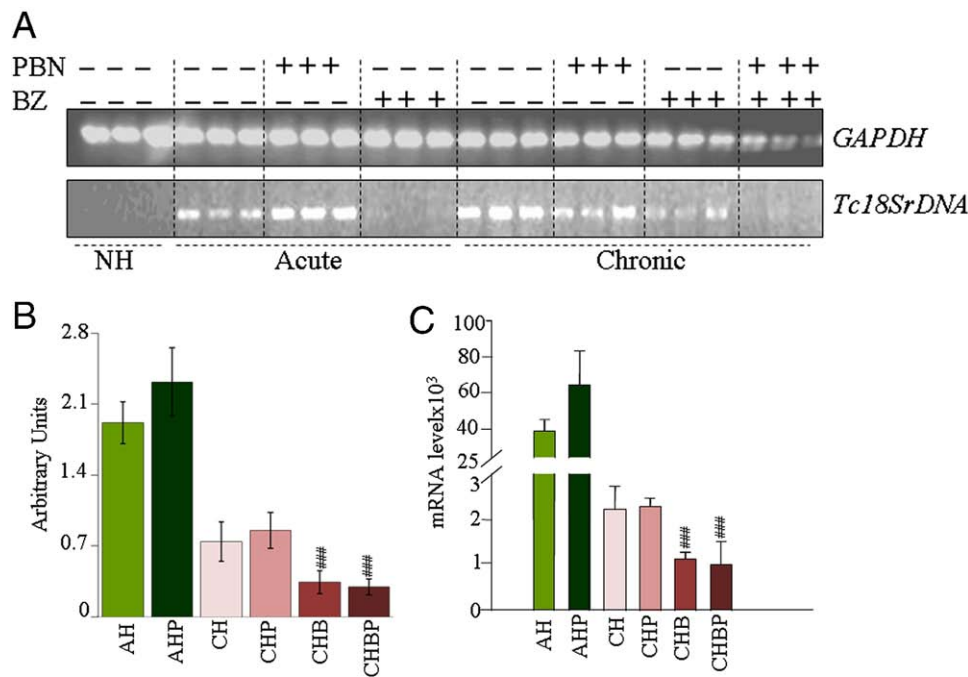 A
PBN – – – – – – + + + – – – – – – + + + – – – + + +
BZ – – – – – – – – – + + + – – – – – – + + + + + +
GAPDH
Tc18SrDNA
NH Acute Chronic
B
2.8
2.1
1.4
0.7
0
Arbitrary Units
### ###
AH AHP CH CHP CHB CHBP
C
100
80
60
40
25
3
2
1
0
mRNA levelx10³
### ###
AH AHP CH CHP CHB CHBP